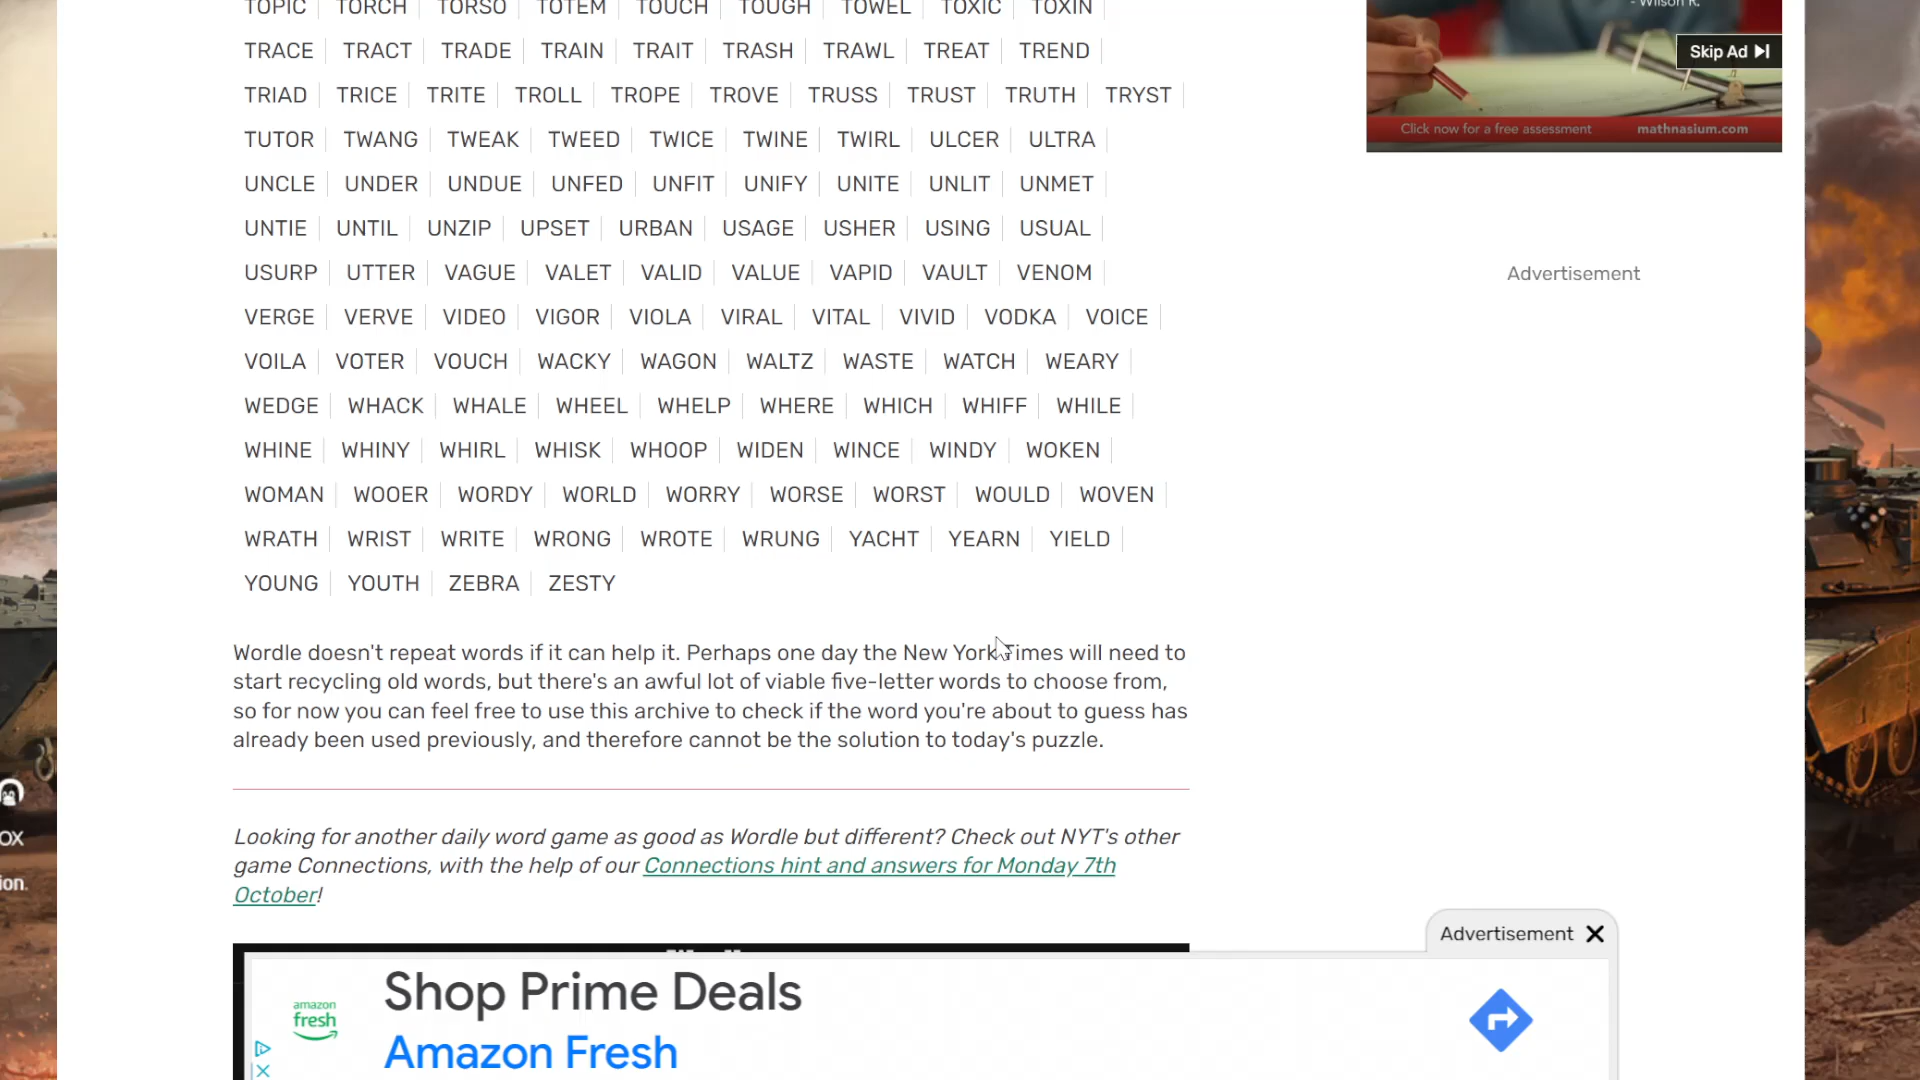 TOPIC TORCH TORSO TOTEM TOUCH TOUGH TOWEL TOXIC TOXIN
TRACE TRACT TRADE TRAIN TRAIT TRASH TRAWL TREAT TREND
TRIAD TRICE TRITE TROLL TROPE TROVE TRUSS TRUST TRUTH TRYST
TUTOR TWANG TWEAK TWEED TWICE TWINE TWIRL ULCER ULTRA
UNCLE UNDER UNDUE UNFED UNFIT UNIFY UNITE UNLIT UNMET
UNTIE UNTIL UNZIP UPSET URBAN USAGE USHER USING USUAL
USURP UTTER VAGUE VALET VALID VALUE VAPID VAULT VENOM
VERGE VERVE VIDEO VIGOR VIOLA VIRAL VITAL VIVID VODKA VOICE
VOILA VOTER VOUCH WACKY WAGON WALTZ WASTE WATCH WEARY
WEDGE WHACK WHALE WHEEL WHELP WHERE WHICH WHIFF WHILE
WHINE WHINY WHIRL WHISK WHOOP WIDEN WINCE WINDY WOKEN
WOMAN WOOER WORDY WORLD WORRY WORSE WORST WOULD WOVEN
WRATH WRIST WRITE WRONG WROTE WRUNG YACHT YEARN YIELD
YOUNG YOUTH ZEBRA ZESTY
Wordle doesn't repeat words if it can help it. Perhaps one day the New York Times will need to
start recycling old words, but there's an awful lot of viable five-letter words to choose from,
so for now you can feel free to use this archive to check if the word you're about to guess has
already been used previously, and therefore cannot be the solution to today's puzzle.
Looking for another daily word game as good as Wordle but different? Check out NYT's other
game Connections, with the help of our Connections hint and answers for Monday 7th
October!
- Wilson R.
Skip Ad
Click now for a free assessment mathnasium.com
Advertisement
OX
ion.
Advertisement
amazon
fresh
Shop Prime Deals
Amazon Fresh